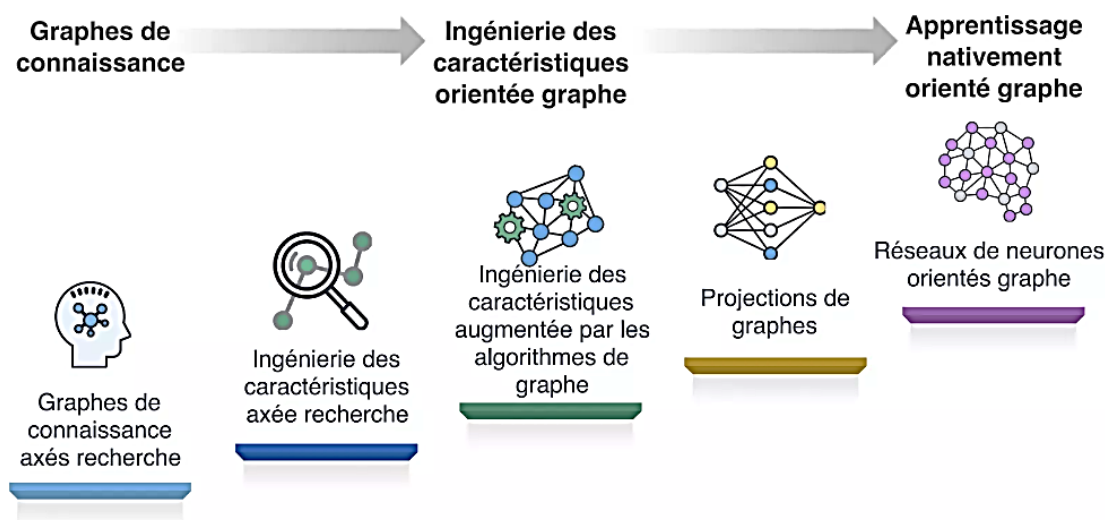 Graphes de
connaissance
Ingénierie des
caractéristiques
orientée graphe
Apprentissage
nativement
orienté graphe
Graphes de
connaissance
axés recherche
Ingénierie des
caractéristiques
axée recherche
Ingénierie des
caractéristiques
augmentée par les
algorithmes de
graphe
Projections de
graphes
Réseaux de neurones
orientés graphe